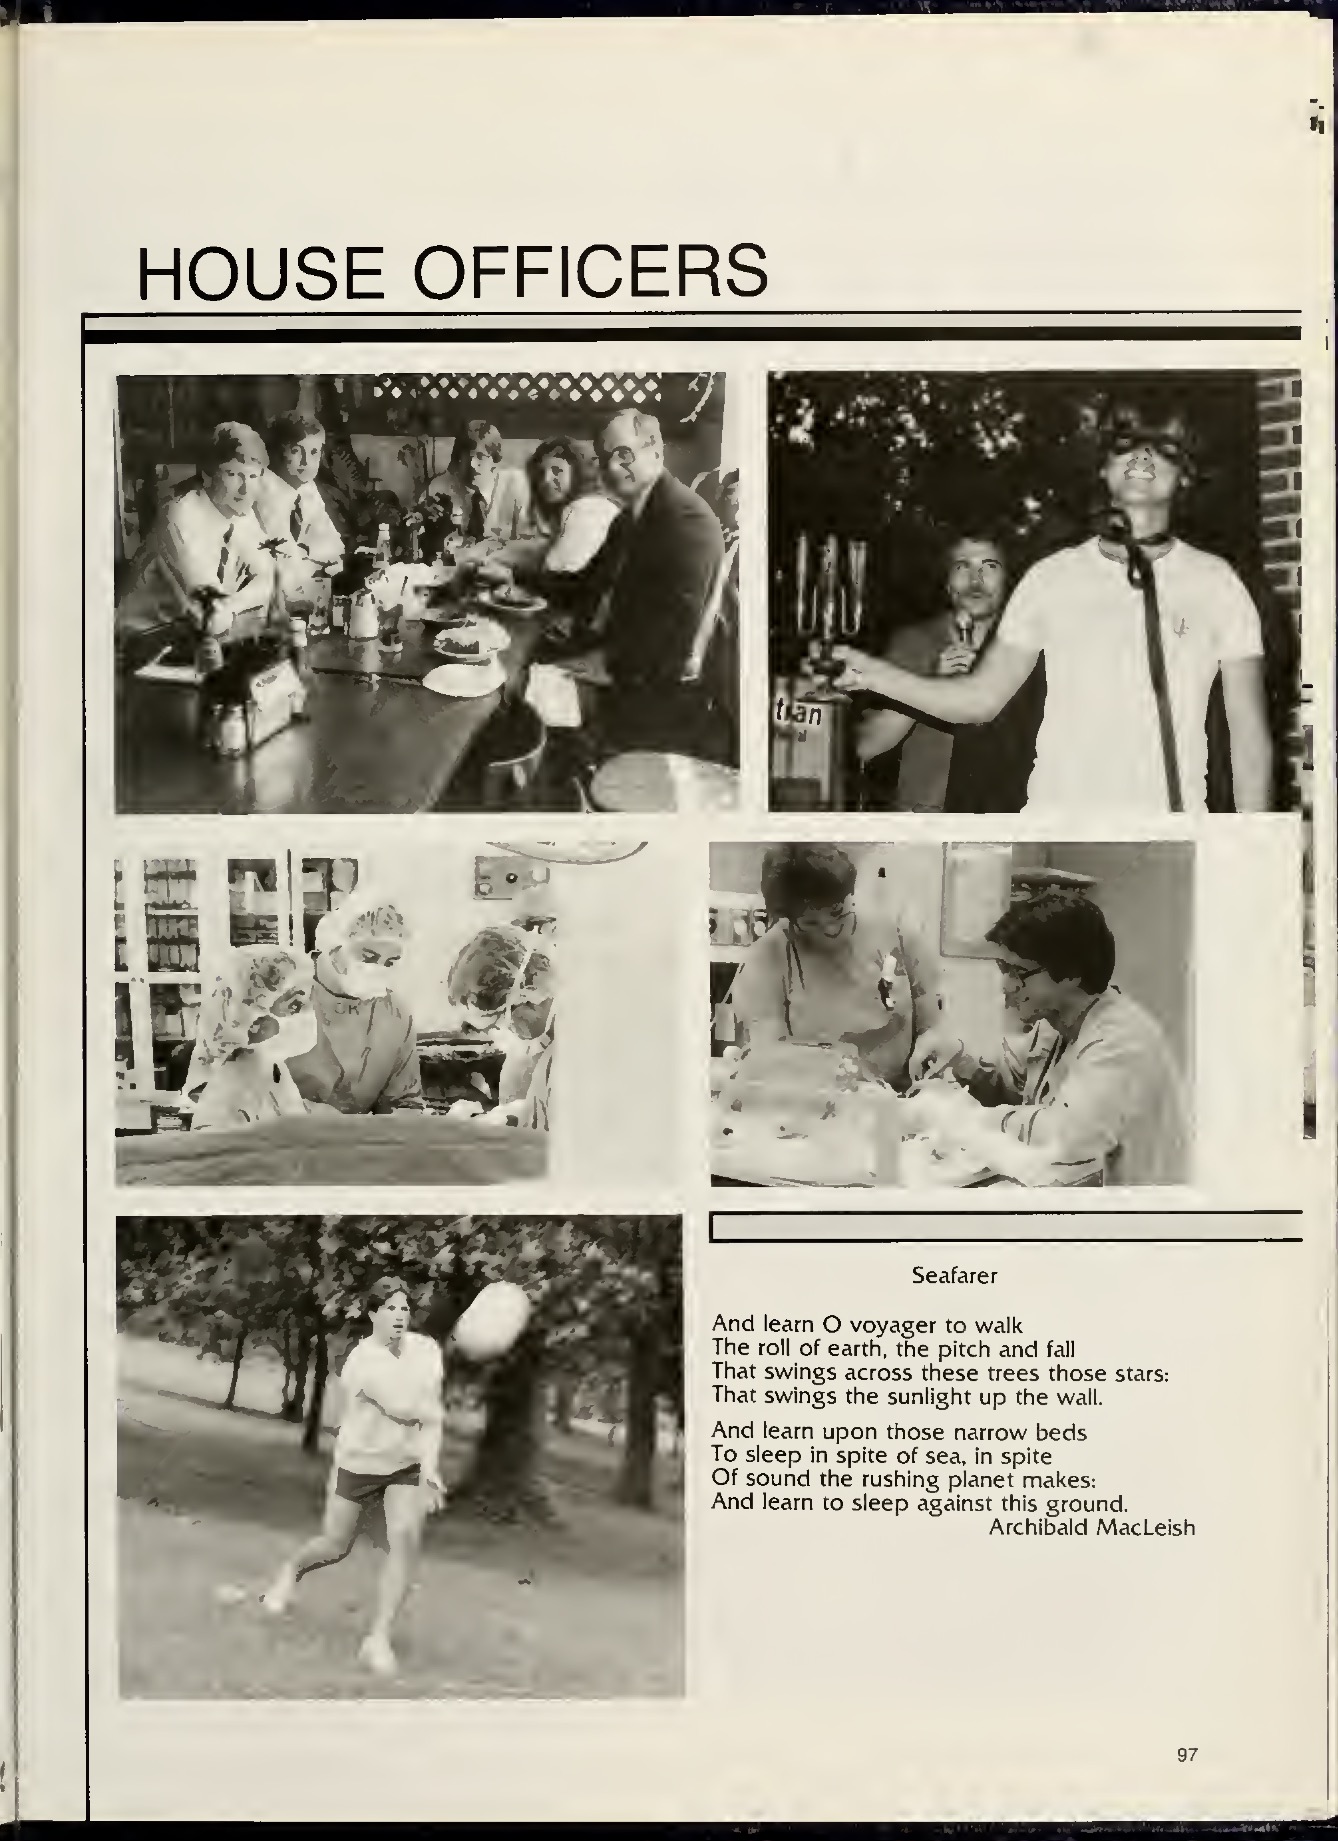 HOUSE OFFICERS
tran
OR
Seafarer
And learn O voyager to walk
The roll of earth, the pitch and fall
That swings across these trees those stars:
That swings the sunlight up the wall.
And learn upon those narrow beds
To sleep in spite of sea, in spite
Of sound the rushing planet makes:
And learn to sleep against this ground.
Archibald MacLeish
97